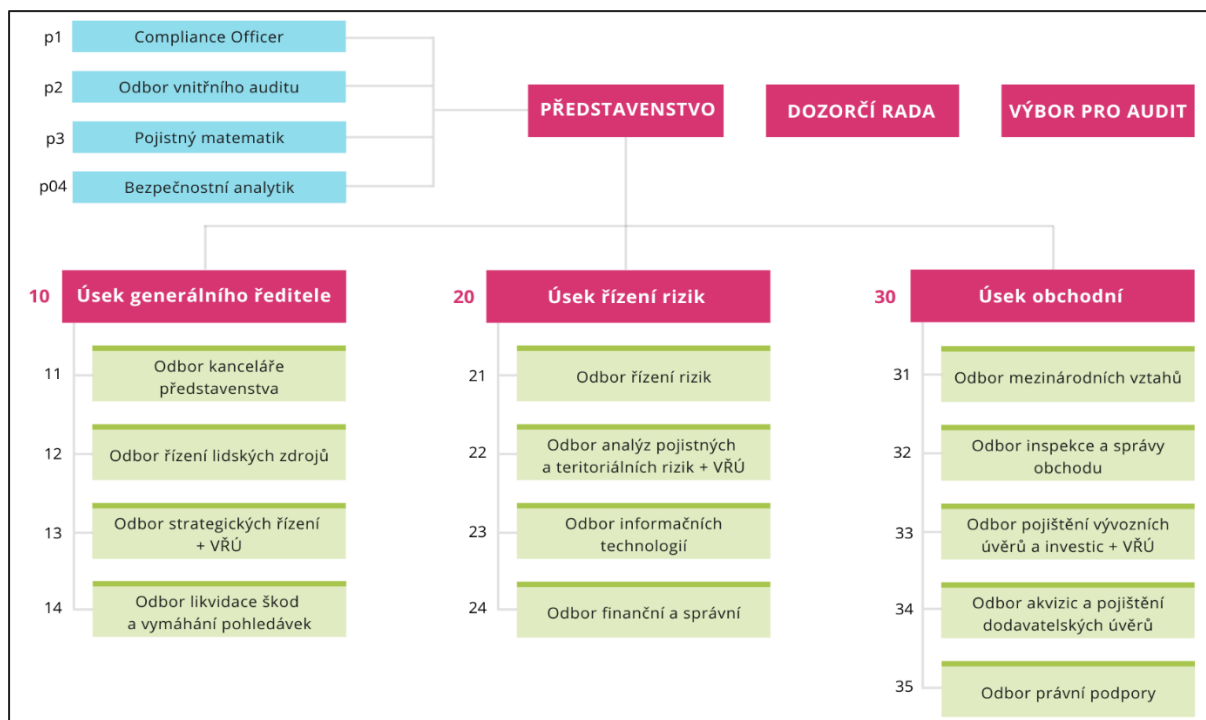 p1
Compliance Officer
p2
Odbor vnitřního auditu
p3
Pojistný matematik
p04
Bezpečnostní analytik
PŘEDSTAVENSTVO
DOZORČÍ RADA
VÝBOR PRO AUDIT
10
Úsek generálního ředitele
11
Odbor kanceláře
představenstva
12
Odbor řízení lidských zdrojů
13
Odbor strategických řízení
+ VŘÚ
14
Odbor likvidace škod
a vymáhání pohledávek
20
Úsek řízení rizik
21
Odbor řízení rizik
22
Odbor analýz pojistných
a teritoriálních rizik + VŘÚ
23
Odbor informačních
technologií
24
Odbor finanční a správní
30
Úsek obchodní
31
Odbor mezinárodních vztahů
32
Odbor inspekce a správy
obchodu
33
Odbor pojištění vývozních
úvěrů a investic + VŘÚ
34
Odbor akvizic a pojištění
dodavatelských úvěrů
35
Odbor právní podpory